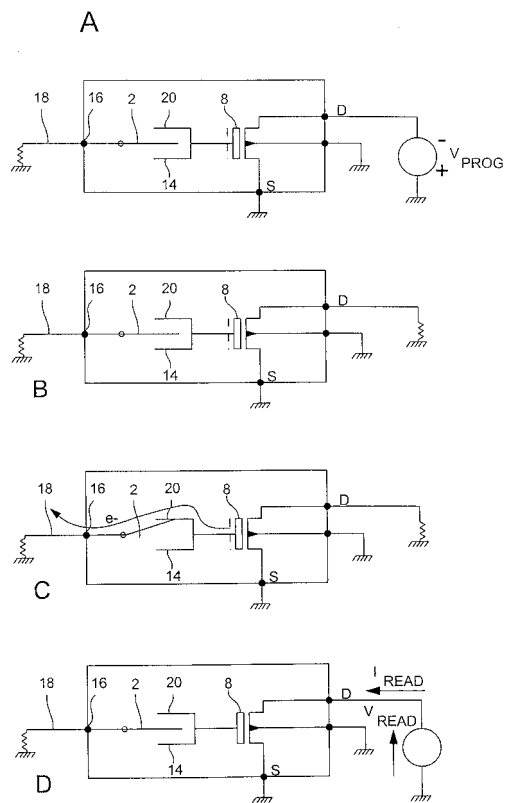 A
18 16 2 20 8 D
- V PROG
+
14 S
18 16 2 20 8 D
14 S
B
18 16 2 20 8 D
e-
14 S
C
I READ
18 16 2 20 8 D
V READ
14 S
D